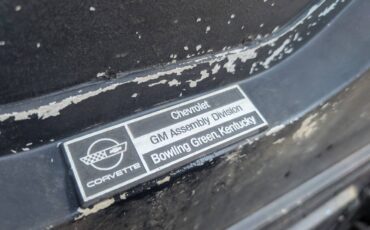 Chevrolet
GM Assembly Division
Bowling Green, Kentucky
CORVETTE